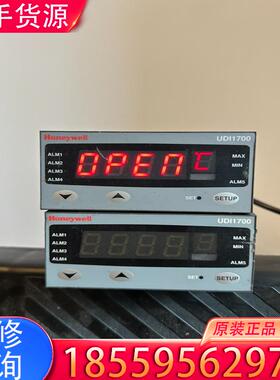 手货源
Honeywell
UDI1700
ALM1
ALM2
ALM3
ALM4
OPEN
MAX
MIN
ALM5
SET
SETUP
Honeywell
UDI1700
ALM1
ALM2
ALM3
ALM4
MAX
MIN
ALM5
SET
SETUP
修
询
原装正品
18559562970